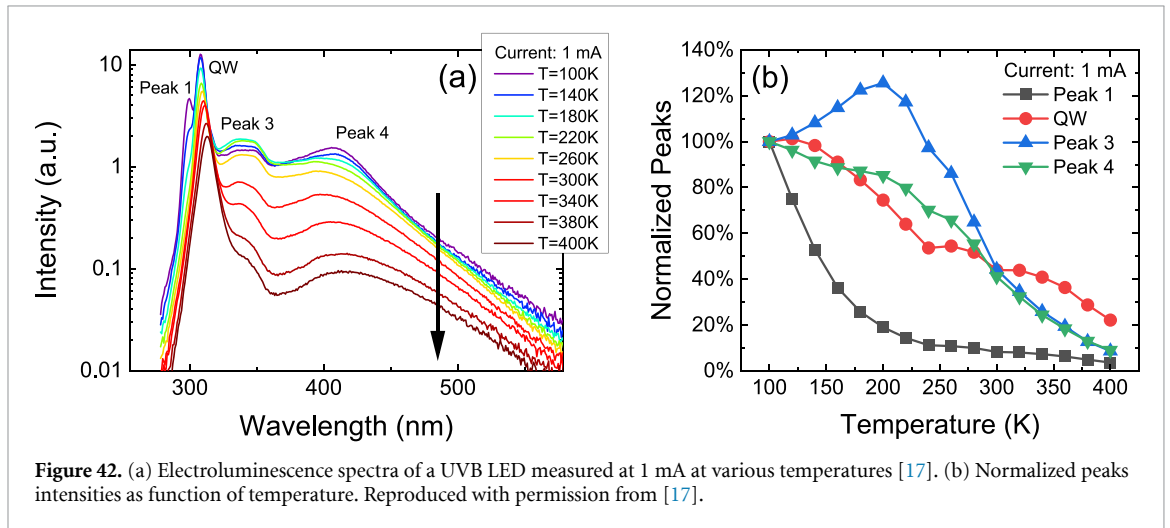 (a)
Peak 1
QW
Peak 3
Peak 4
Current: 1 mA
T=100K
T=140K
T=180K
T=220K
T=260K
T=300K
T=340K
T=380K
T=400K
10
1
0.1
0.01
Intensity (a.u.)
300
400
500
Wavelength (nm)
(b)
Current: 1 mA
Peak 1
QW
Peak 3
Peak 4
140%
120%
100%
80%
60%
40%
20%
0%
Normalized Peaks
100
150
200
250
300
350
400
Temperature (K)
Figure 42. (a) Electroluminescence spectra of a UVB LED measured at 1 mA at various temperatures [17]. (b) Normalized peaks
intensities as function of temperature. Reproduced with permission from [17].